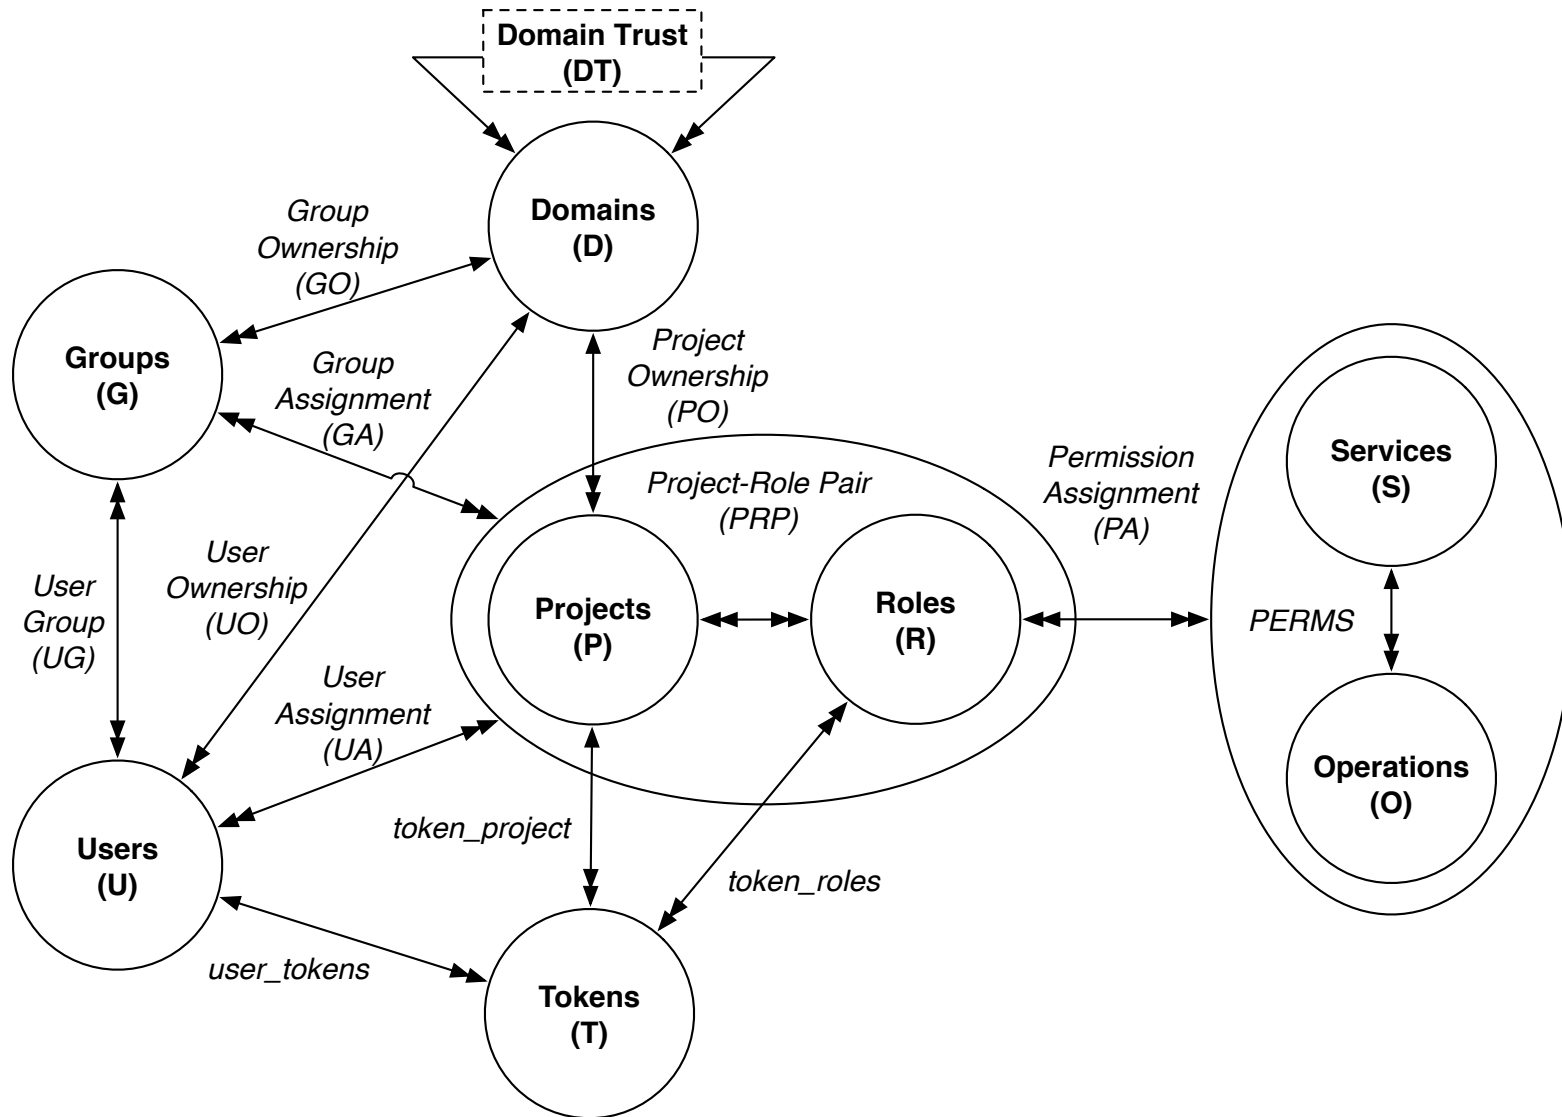 Domain Trust
(DT)
Domains
(D)
Group
Ownership
(GO)
Groups
(G)
Group
Assignment
(GA)
Project
Ownership
(PO)
Project-Role Pair
(PRP)
Permission
Assignment
(PA)
Services
(S)
User
Group
(UG)
User
Ownership
(UO)
Projects
(P)
Roles
(R)
PERMS
User
Assignment
(UA)
Operations
(O)
Users
(U)
token_project
token_roles
user_tokens
Tokens
(T)